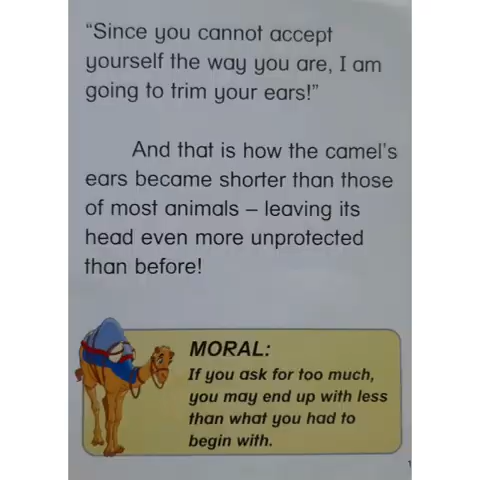 “Since you cannot accept
yourself the way you are, I am
going to trim your ears!”
And that is how the camel's
ears became shorter than those
of most animals – leaving its
head even more unprotected
than before!
MORAL:
If you ask for too much,
you may end up with less
than what you had to
begin with.